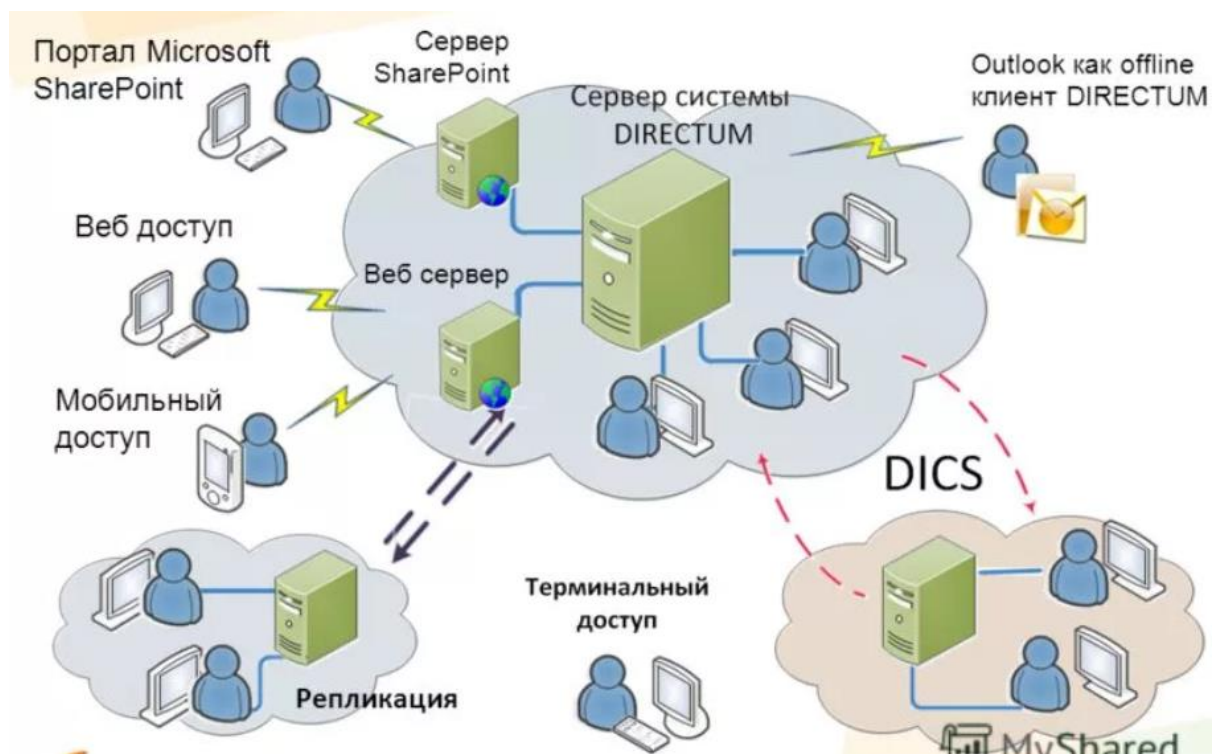 Портал Microsoft
SharePoint
Сервер
SharePoint
Сервер системы
DIRECTUM
Outlook как offline
клиент DIRECTUM
Веб доступ
Веб сервер
Мобильный
доступ
DICS
Терминальный
доступ
Репликация
MyShared